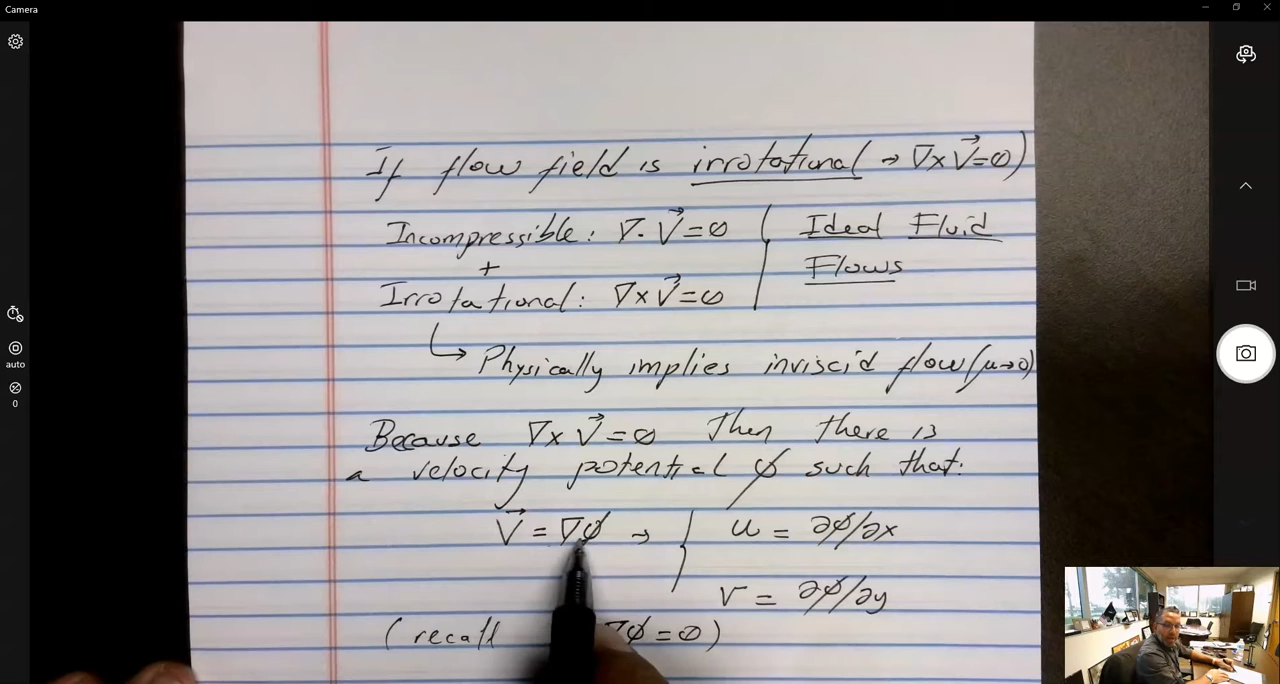 Camera
If flow field is irrotational → ∇×V⃗=0)
Incompressible: ∇·V⃗=0
+
Irrotational: ∇×V⃗=0
Ideal Fluid
Flows
Physically implies inviscid flow (μ→0)
Because ∇×V⃗=0 Then there is
a velocity potential φ such that:
V⃗ = ∇φ → { u = ∂φ/∂x
v = ∂φ/∂y
(recall ∇φ=0)
auto
0